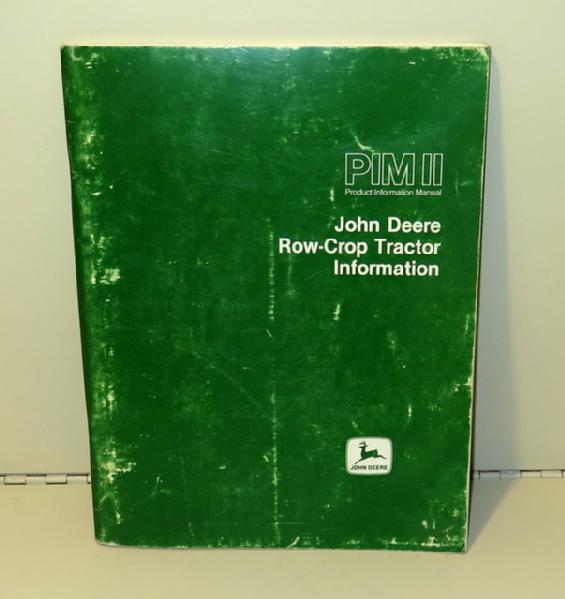 PIM II
Product Information Manual
John Deere
Row-Crop Tractor
Information
JOHN DEERE